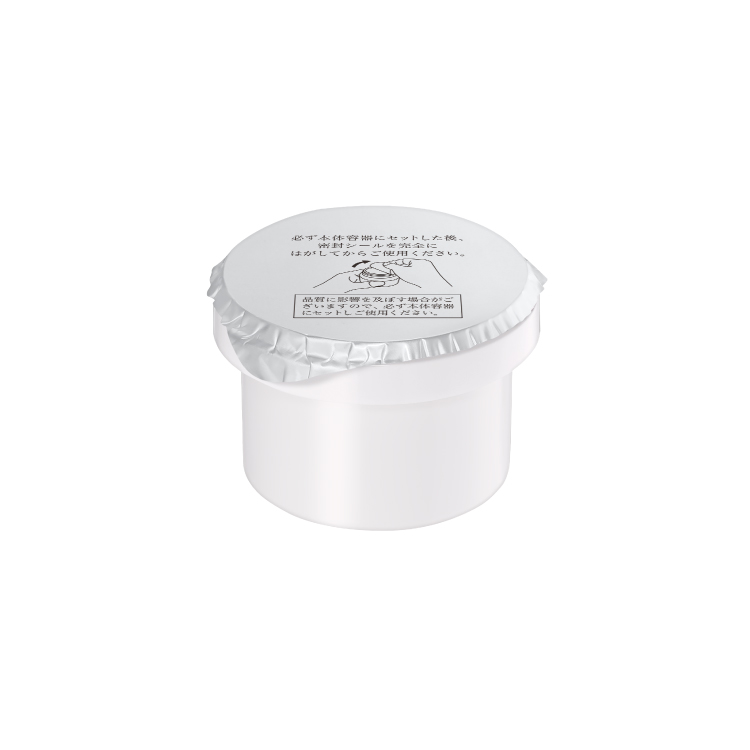 必ず本体容器にセットした後、
密封シールを完全に
はがしてからご使用ください。
品質に影響を及ぼす場合がご
ざいますので、必ず本体容器
にセットしご使用ください。